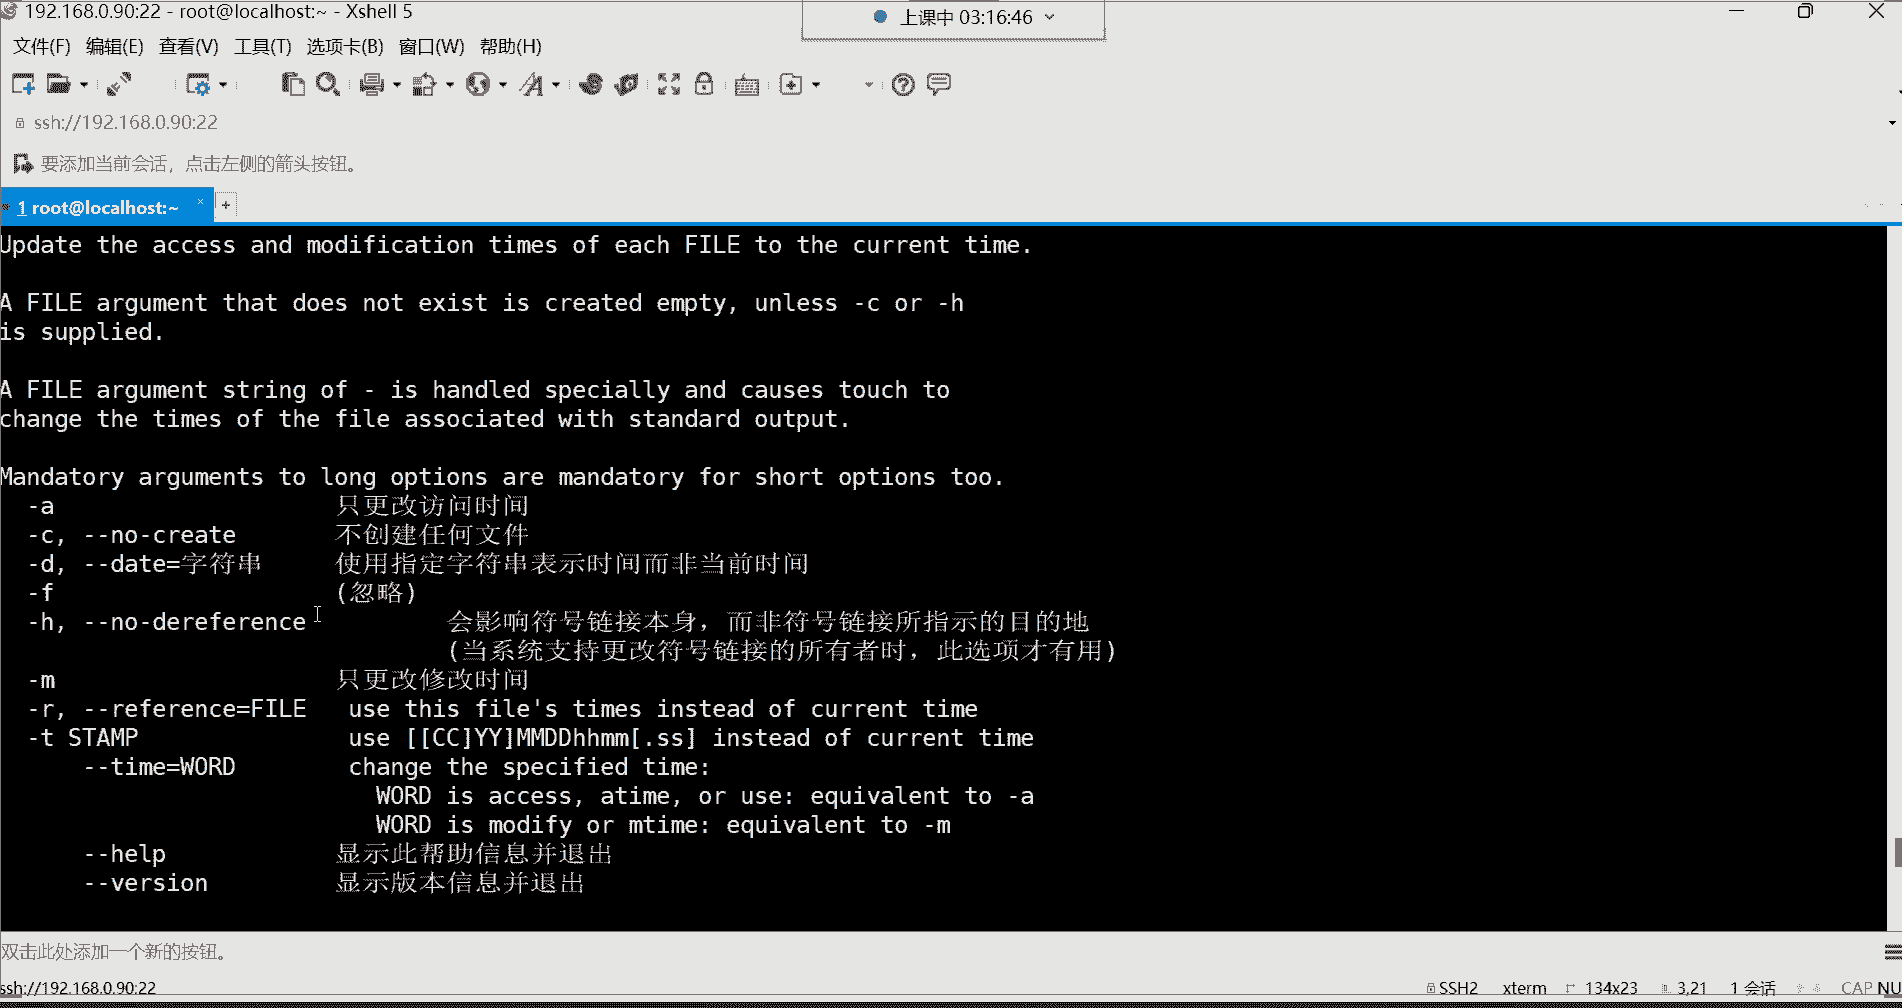 192.168.0.90:22 - root@localhost:~ - Xshell 5
上课中 03:16:46
文件(F) 编辑(E) 查看(V) 工具(T) 选项卡(B) 窗口(W) 帮助(H)
ssh://192.168.0.90:22
要添加当前会话，点击左侧的箭头按钮。
1 root@localhost:~ × +
Update the access and modification times of each FILE to the current time.
A FILE argument that does not exist is created empty, unless -c or -h
is supplied.
A FILE argument string of - is handled specially and causes touch to
change the times of the file associated with standard output.
Mandatory arguments to long options are mandatory for short options too.
-a 只更改访问时间
-c, --no-create 不创建任何文件
-d, --date=字符串 使用指定字符串表示时间而非当前时间
-f (忽略)
-h, --no-dereference 会影响符号链接本身，而非符号链接所指示的目的地
(当系统支持更改符号链接的所有者时，此选项才有用)
-m 只更改修改时间
-r, --reference=FILE use this file's times instead of current time
-t STAMP use [[CC]YY]MMDDhhmm[.ss] instead of current time
--time=WORD change the specified time:
WORD is access, atime, or use: equivalent to -a
WORD is modify or mtime: equivalent to -m
--help 显示此帮助信息并退出
--version 显示版本信息并退出
双击此处添加一个新的按钮。
ssh://192.168.0.90:22 SSH2 xterm 134x23 3,21 1 会话 CAP NU